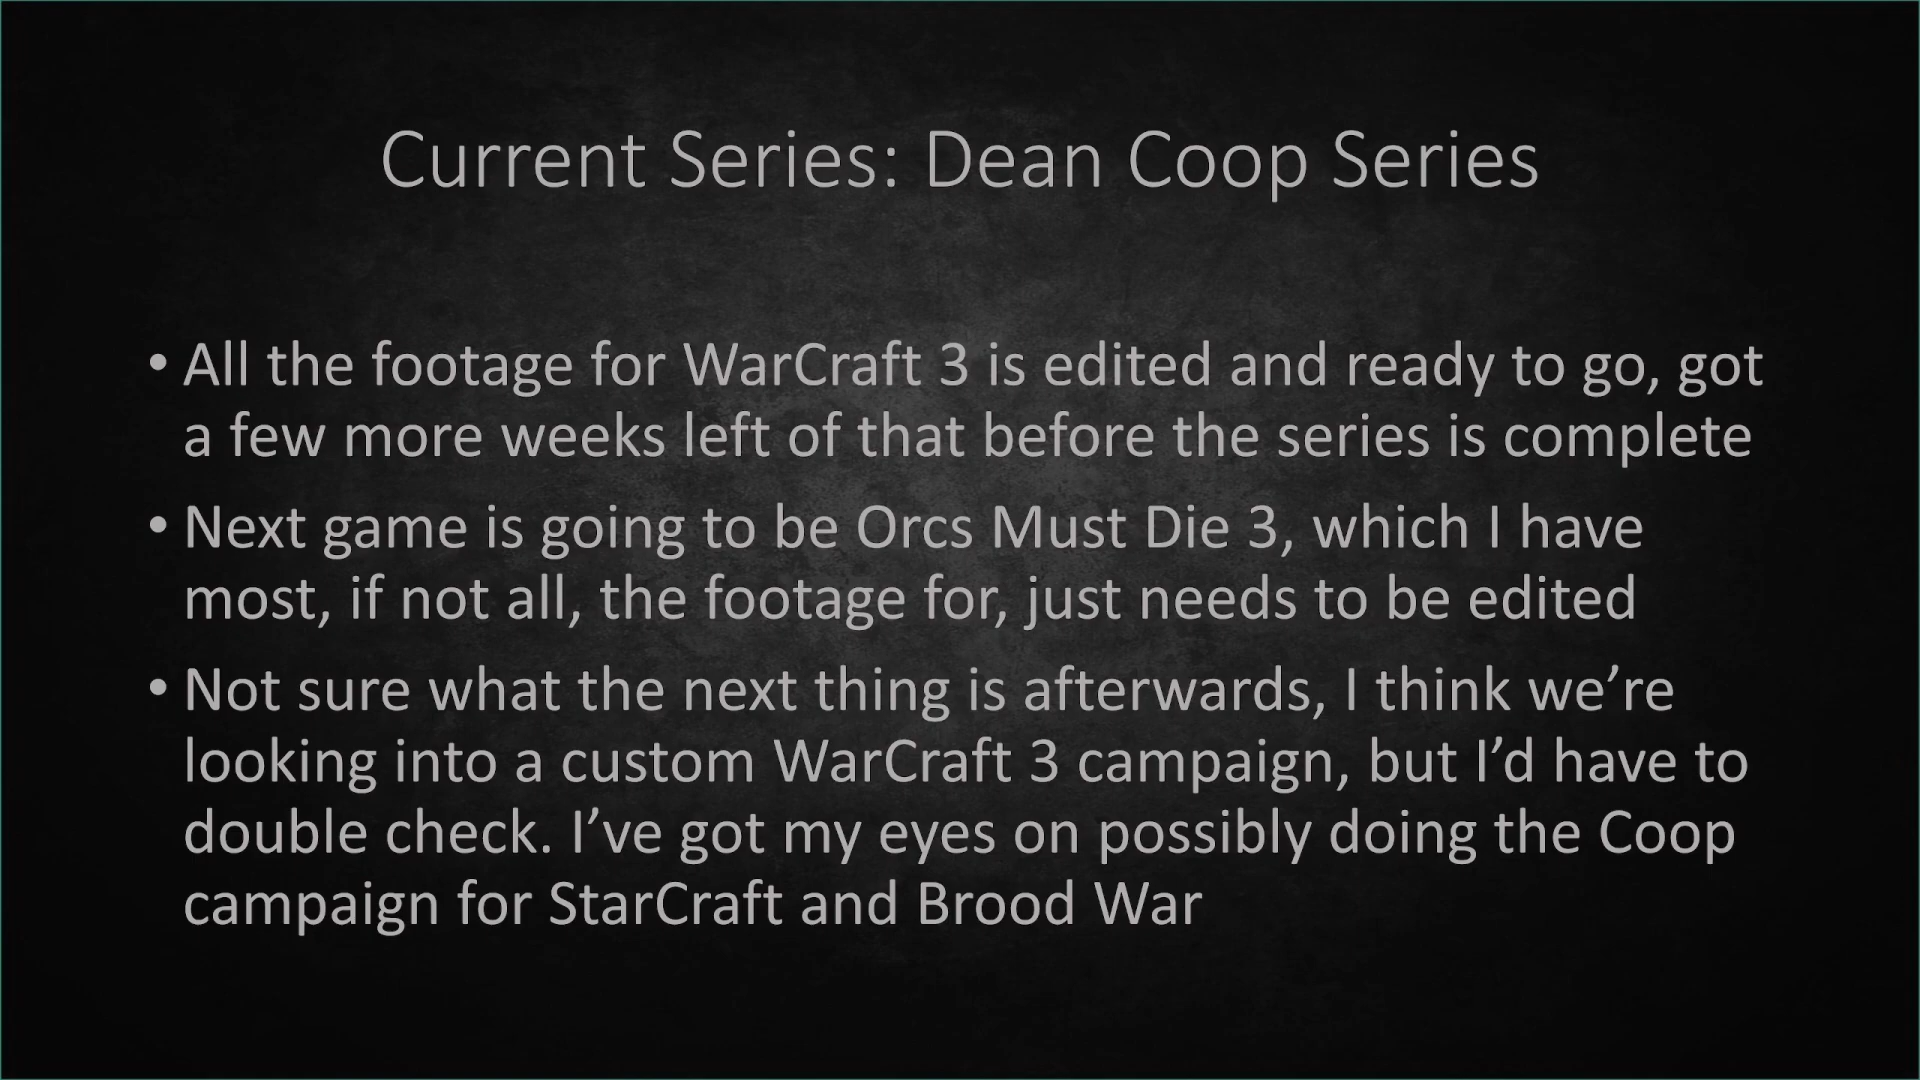 Current Series: Dean Coop Series
• All the footage for WarCraft 3 is edited and ready to go, got
a few more weeks left of that before the series is complete
• Next game is going to be Orcs Must Die 3, which I have
most, if not all, the footage for, just needs to be edited
• Not sure what the next thing is afterwards, I think we’re
looking into a custom WarCraft 3 campaign, but I’d have to
double check. I’ve got my eyes on possibly doing the Coop
campaign for StarCraft and Brood War